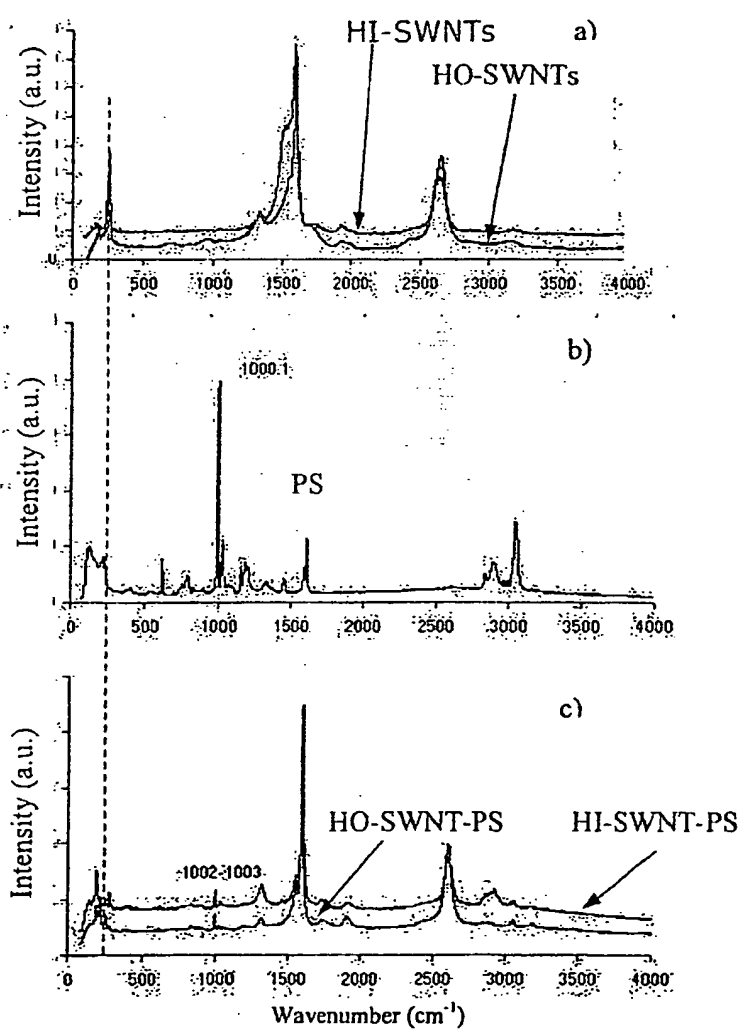 HI-SWNTs
a)
HO-SWNTs
Intensity (a.u.)
0 500 1000 1500 2000 2500 3000 3500 4000
b)
1000.1
PS
Intensity (a.u.)
0 500 1000 1500 2000 2500 3000 3500 4000
c)
HO-SWNT-PS
HI-SWNT-PS
1002-1003
Intensity (a.u.)
0 500 1000 1500 2000 2500 3000 3500 4000
Wavenumber (cm⁻¹)